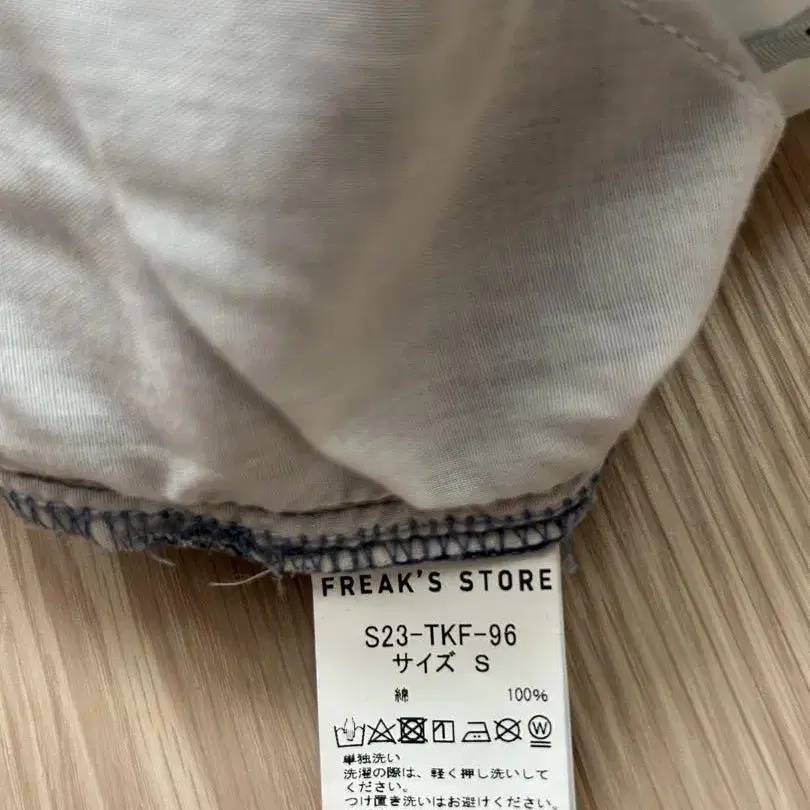 FREAK'S STORE
S23-TKF-96
サイズ S
綿 100%
単独洗い
洗濯の際は、軽く押し洗いして
ください。
つけ置き洗いはお避けください。